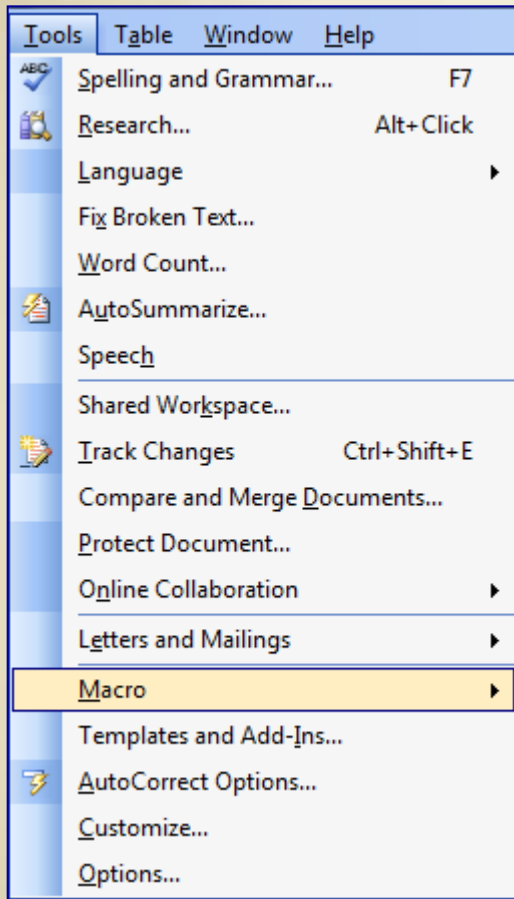 Tools Table Window Help
ABC Spelling and Grammar... F7
Research... Alt+Click
Language
Fix Broken Text...
Word Count...
AutoSummarize...
Speech
Shared Workspace...
Track Changes Ctrl+Shift+E
Compare and Merge Documents...
Protect Document...
Online Collaboration
Letters and Mailings
Macro
Templates and Add-Ins...
AutoCorrect Options...
Customize...
Options...